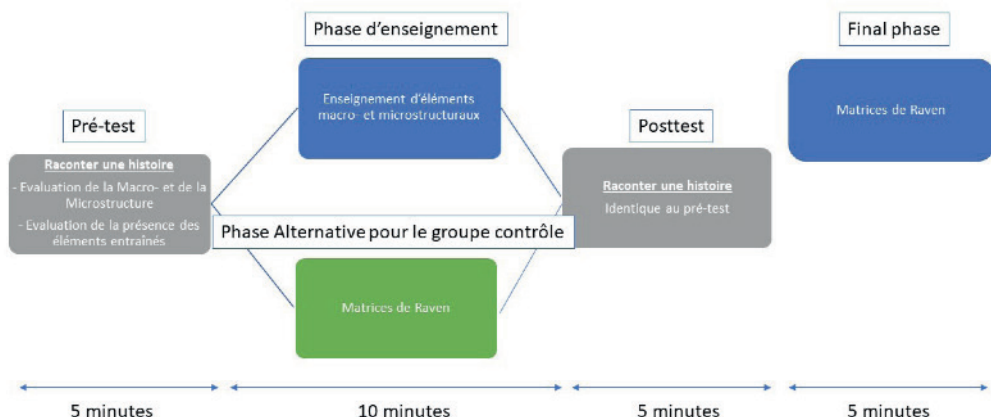 Phase d'enseignement
Final phase
Enseignement d'éléments
macro- et microstructuraux
Matrices de Raven
Pré-test
Posttest
Raconter une histoire
- Evaluation de la Macro- et de la
Microstructure
- Evaluation de la présence des
éléments entraînés
Raconter une histoire
Identique au pré-test
Phase Alternative pour le groupe contrôle
Matrices de Raven
5 minutes
10 minutes
5 minutes
5 minutes